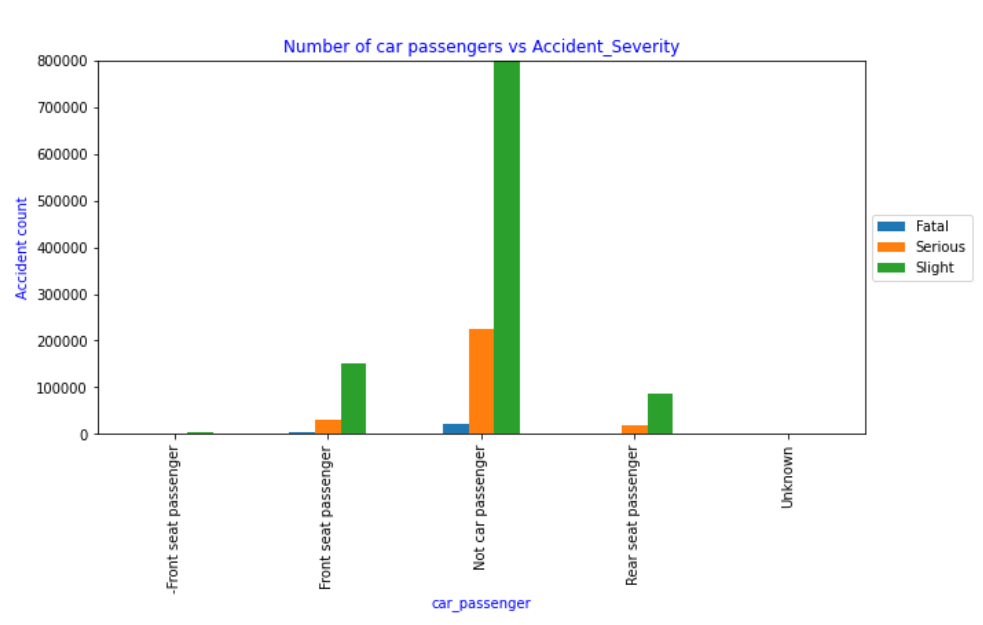 Number of car passengers vs Accident_Severity
800000
700000
600000
500000
400000
300000
200000
100000
0
Accident count
Fatal
Serious
Slight
-Front seat passenger
Front seat passenger
Not car passenger
Rear seat passenger
Unknown
car_passenger